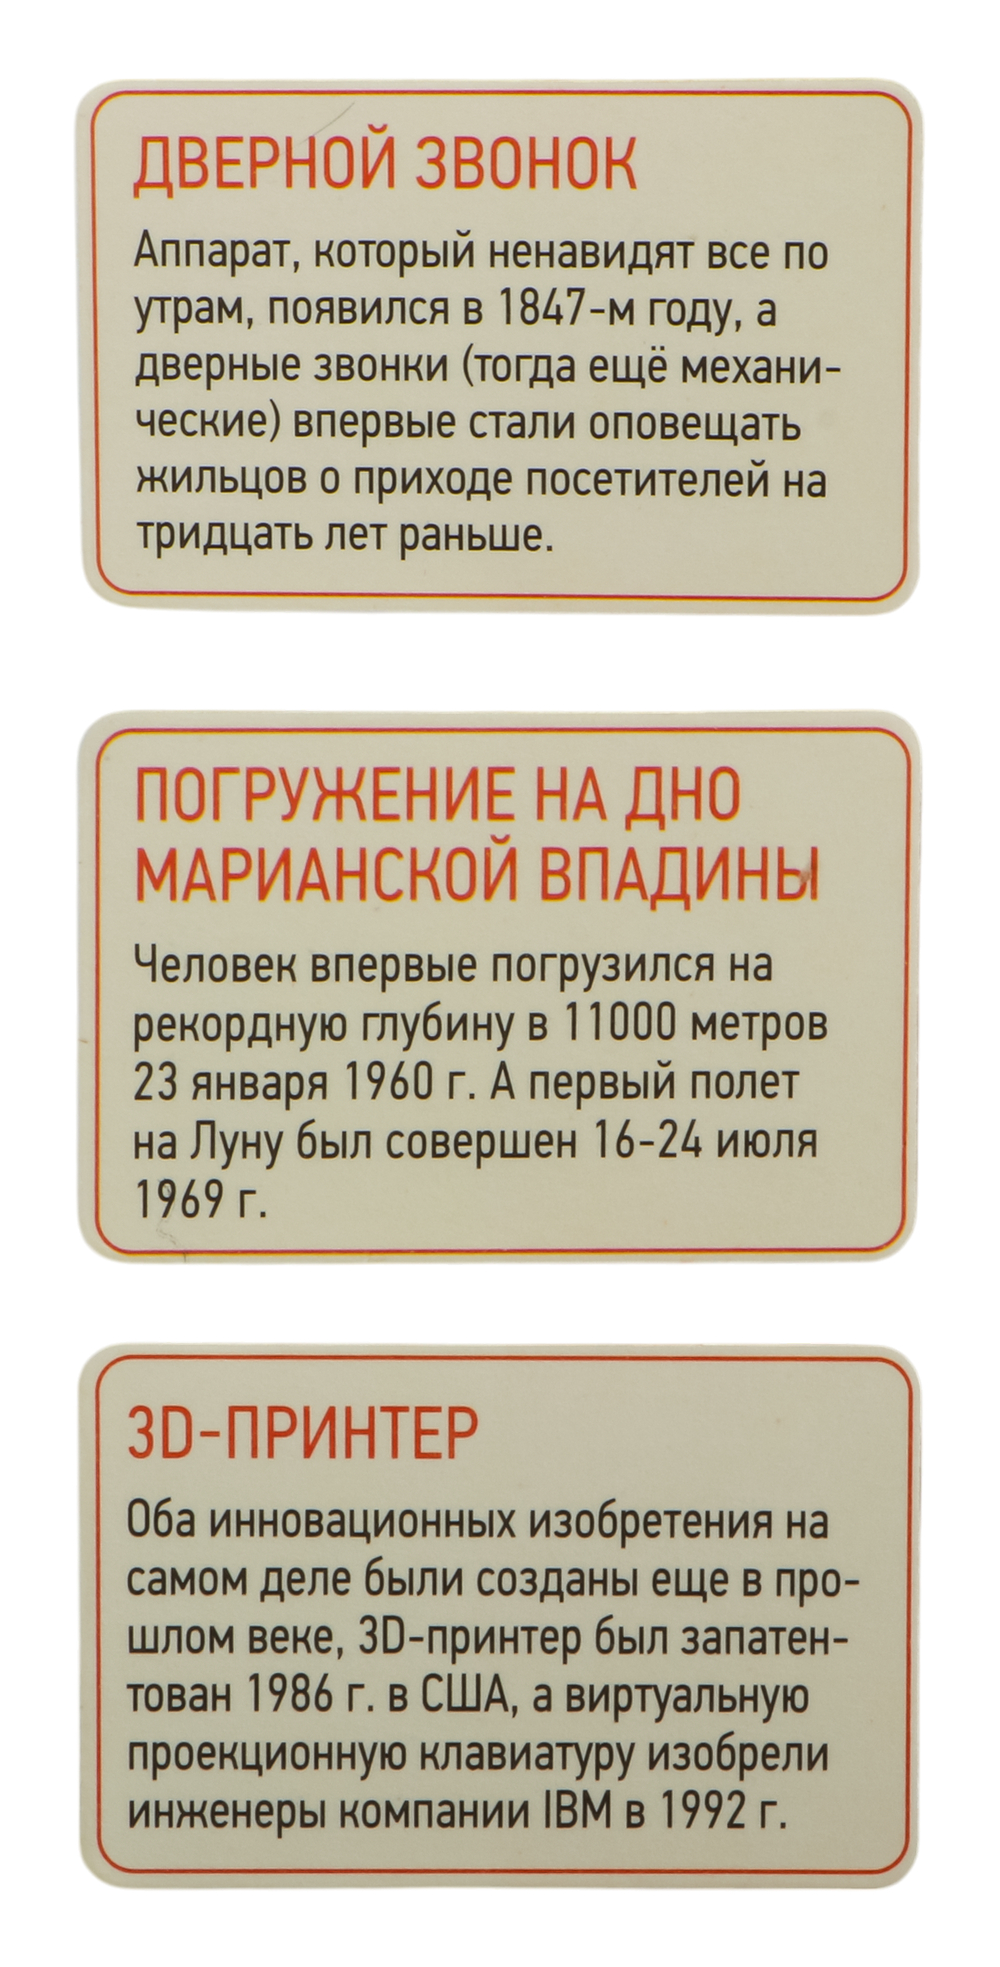 ДВЕРНОЙ ЗВОНОК
Аппарат, который ненавидят все по
утрам, появился в 1847-м году, а
дверные звонки (тогда ещё механи-
ческие) впервые стали оповещать
жильцов о приходе посетителей на
тридцать лет раньше.
ПОГРУЖЕНИЕ НА ДНО
МАРИАНСКОЙ ВПАДИНЫ
Человек впервые погрузился на
рекордную глубину в 11000 метров
23 января 1960 г. А первый полет
на Луну был совершен 16-24 июля
1969 г.
3D-ПРИНТЕР
Оба инновационных изобретения на
самом деле были созданы еще в про-
шлом веке, 3D-принтер был запатен-
тован 1986 г. в США, а виртуальную
проекционную клавиатуру изобрели
инженеры компании IBM в 1992 г.